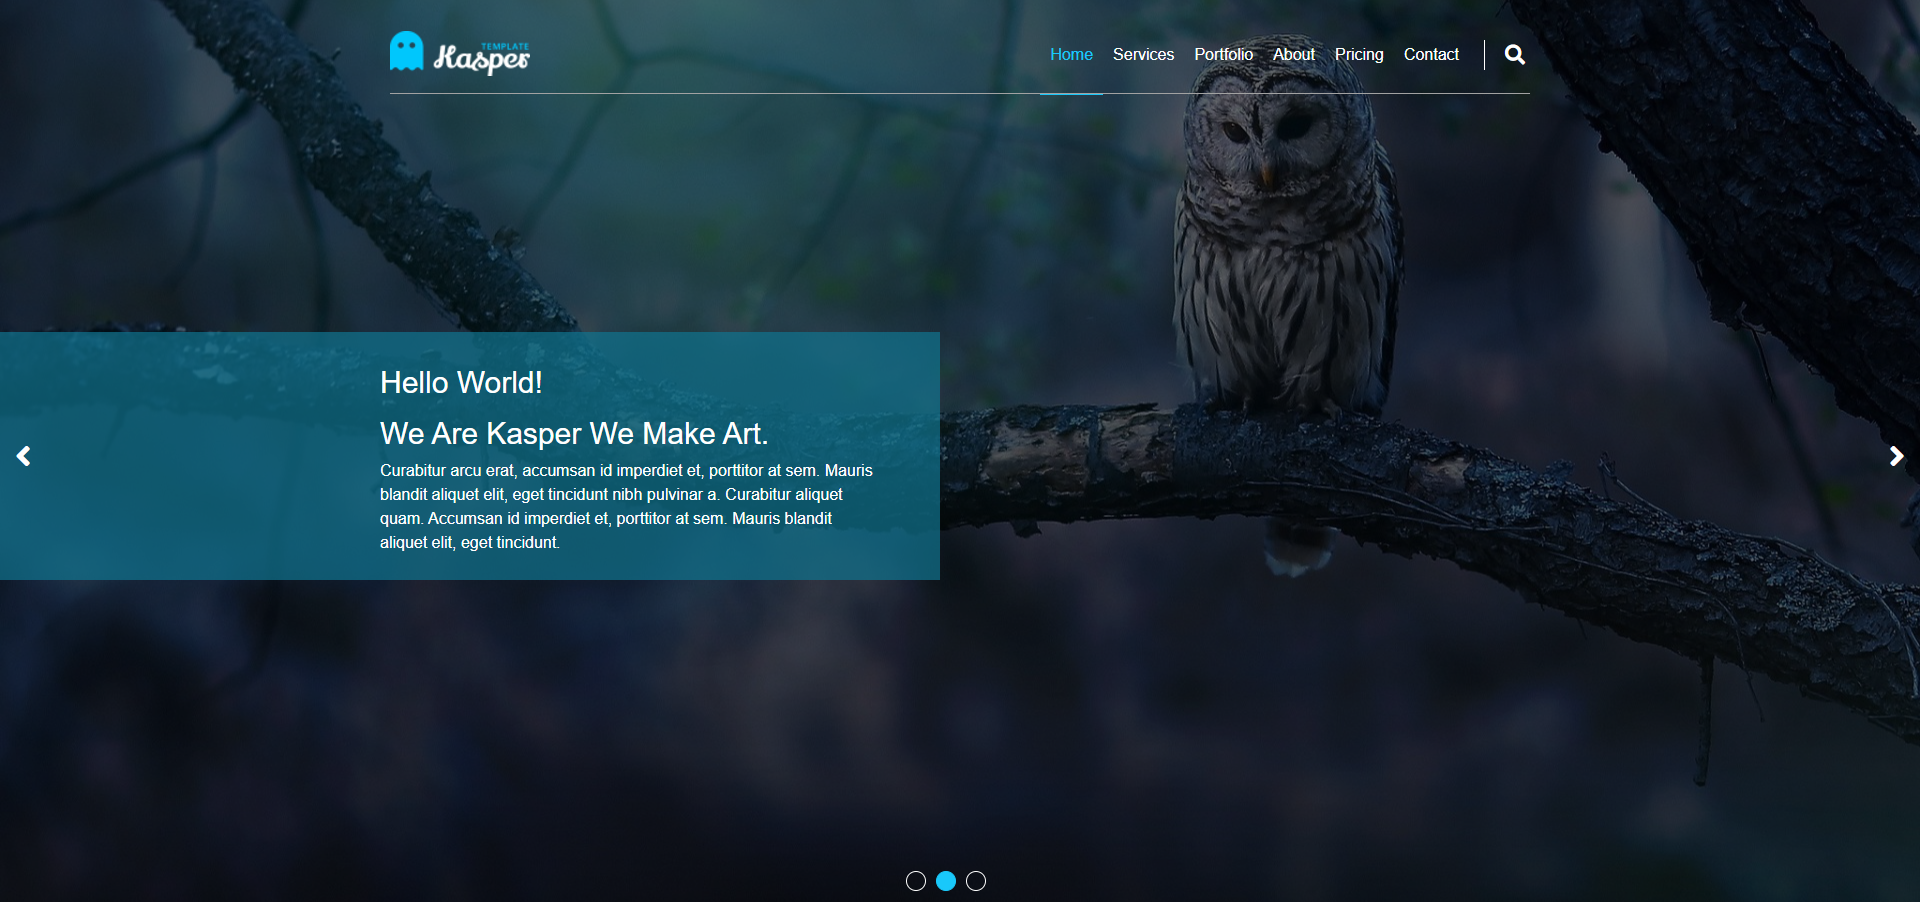 TEMPLATE
Kasper
Home Services Portfolio About Pricing Contact
Hello World!
We Are Kasper We Make Art.
Curabitur arcu erat, accumsan id imperdiet et, porttitor at sem. Mauris
blandit aliquet elit, eget tincidunt nibh pulvinar a. Curabitur aliquet
quam. Accumsan id imperdiet et, porttitor at sem. Mauris blandit
aliquet elit, eget tincidunt.